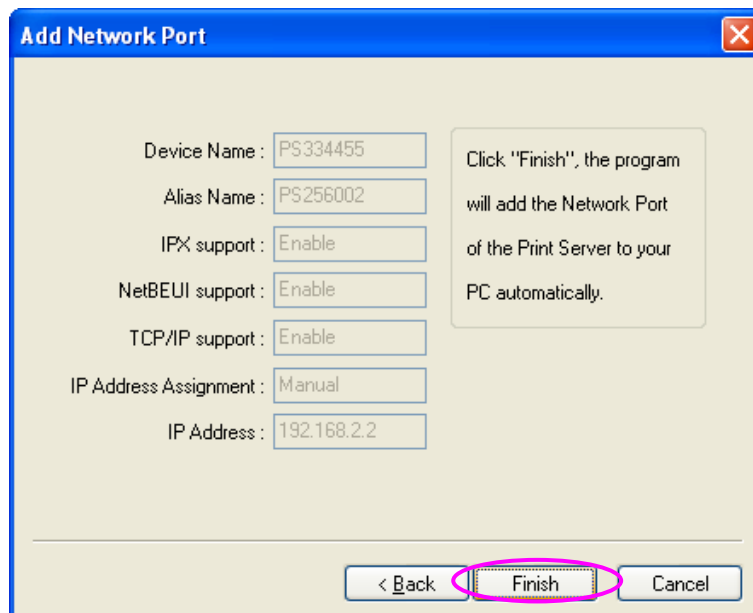 Add Network Port
Device Name : PS334455
Alias Name : PS256002
IPX support : Enable
NetBEUI support : Enable
TCP/IP support : Enable
IP Address Assignment : Manual
IP Address : 192.168.2.2
Click "Finish", the program
will add the Network Port
of the Print Server to your
PC automatically.
< Back
Finish
Cancel